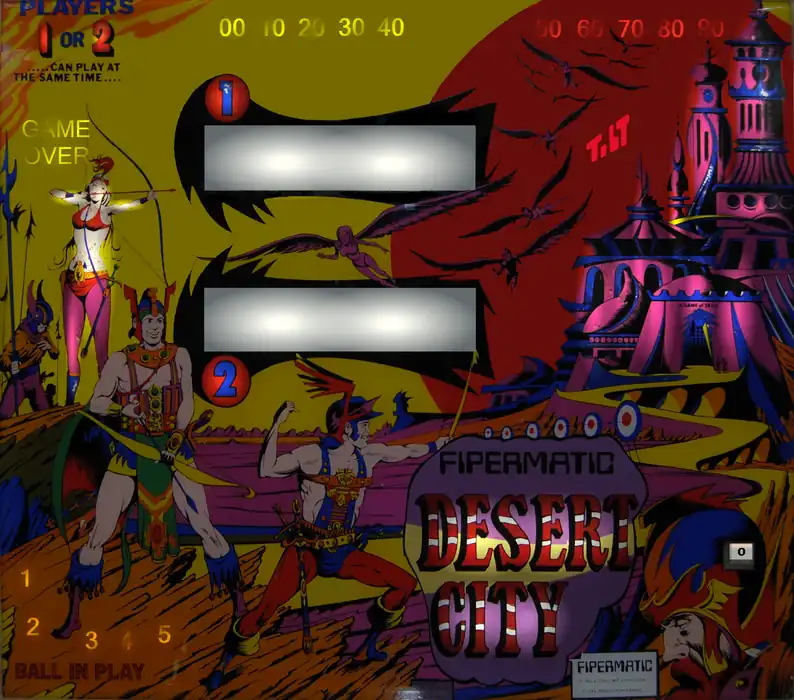 PLAYERS
1 OR 2
.....CAN PLAY AT
THE SAME TIME....
00 10 20 30 40
50 60 70 80 90
GAME
OVER
1
TILT
2
FIPERMATIC
DESERT
CITY
0
1
2 3 4 5
BALL IN PLAY
FIPERMATIC